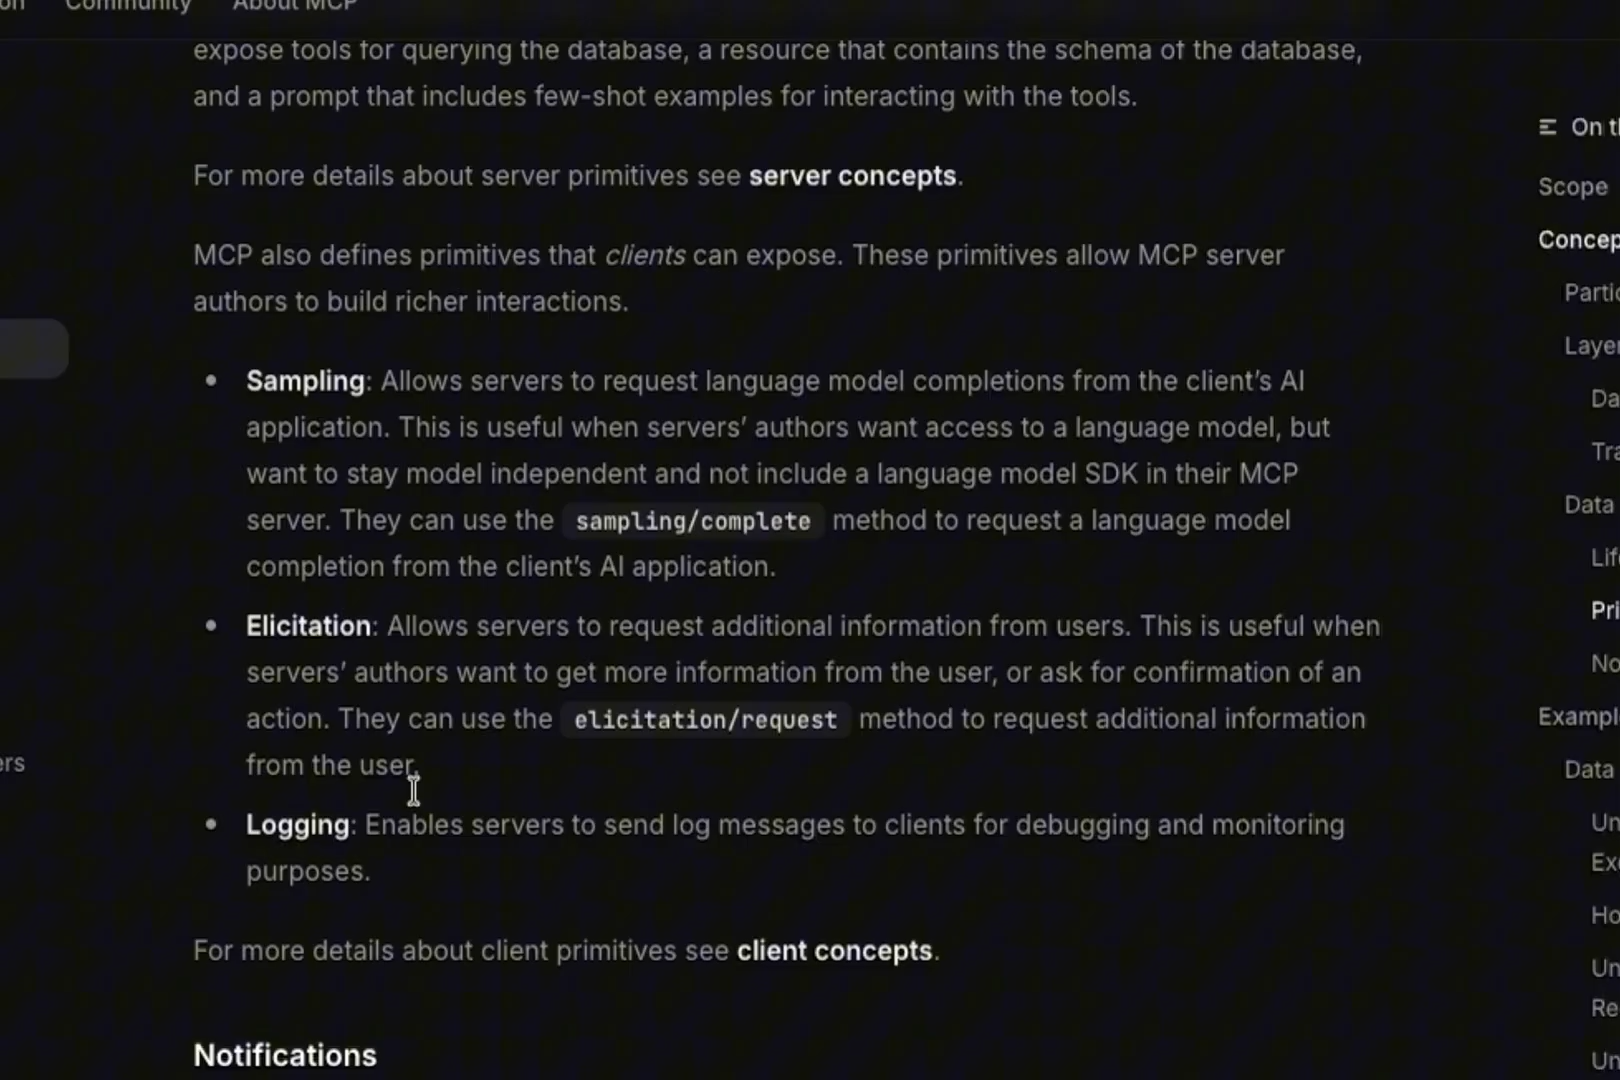 Community About MCP
expose tools for querying the database, a resource that contains the schema of the database,
and a prompt that includes few-shot examples for interacting with the tools.
For more details about server primitives see server concepts.
MCP also defines primitives that clients can expose. These primitives allow MCP server
authors to build richer interactions.
Sampling: Allows servers to request language model completions from the client’s AI
application. This is useful when servers’ authors want access to a language model, but
want to stay model independent and not include a language model SDK in their MCP
server. They can use the sampling/complete method to request a language model
completion from the client’s AI application.
Elicitation: Allows servers to request additional information from users. This is useful when
servers’ authors want to get more information from the user, or ask for confirmation of an
action. They can use the elicitation/request method to request additional information
from the user.
Logging: Enables servers to send log messages to clients for debugging and monitoring
purposes.
For more details about client primitives see client concepts.
Notifications
On
Scope
Data
Data